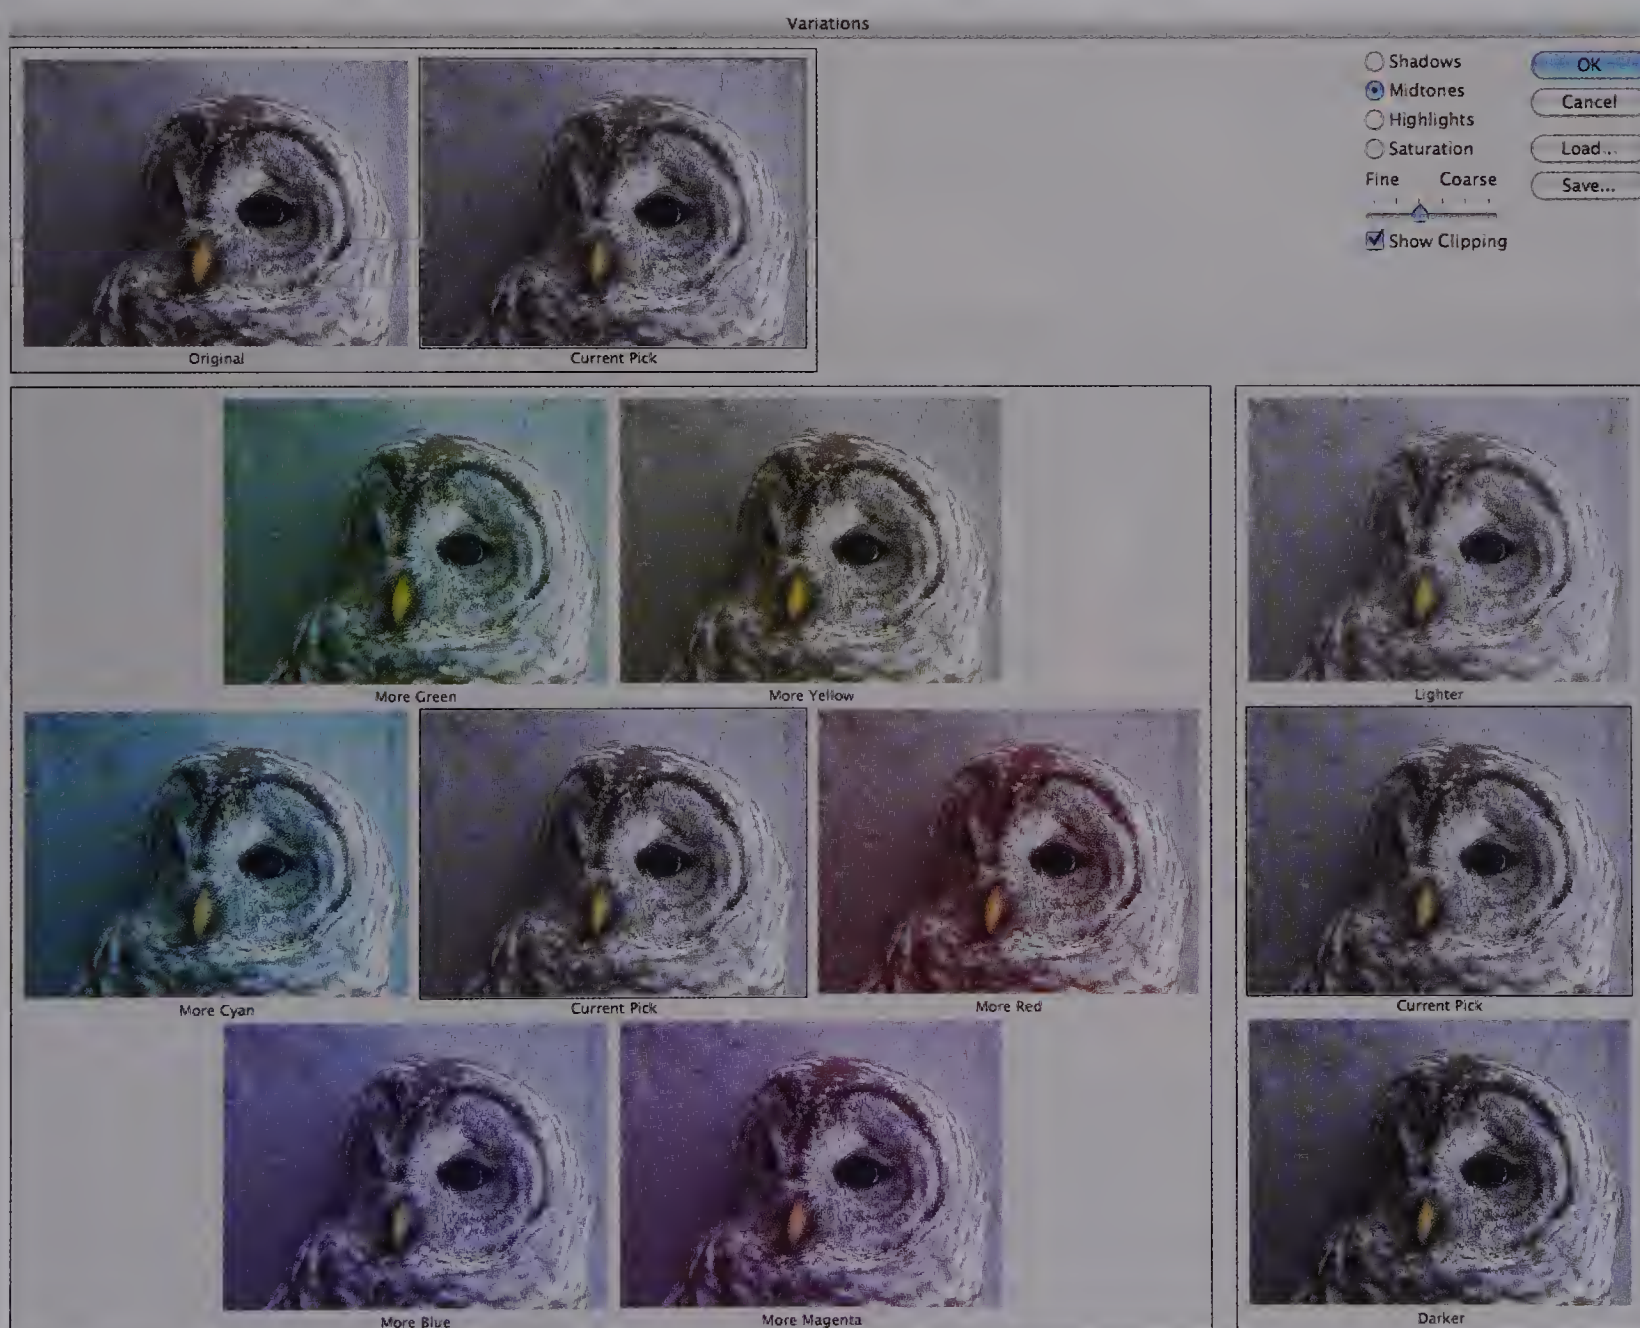 Variations
Shadows
Midtones
Highlights
Saturation
Fine Coarse
Show Clipping
OK
Cancel
Load...
Save...
Original
Current Pick
More Green
More Yellow
More Cyan
Current Pick
More Red
More Blue
More Magenta
Lighter
Current Pick
Darker